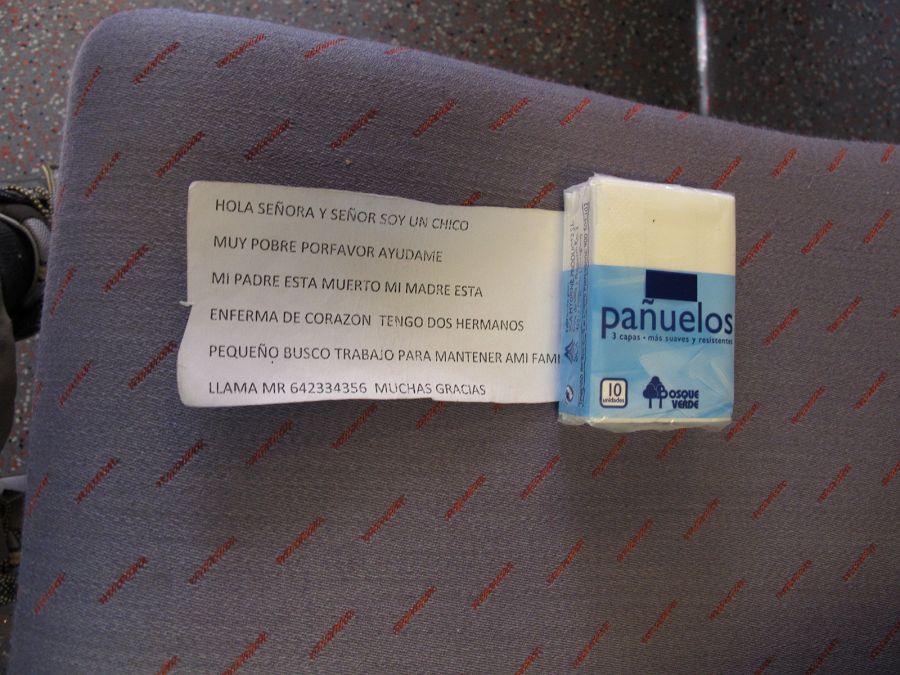 HOLA SEÑORA Y SEÑOR SOY UN CHICO
MUY POBRE PORFAVOR AYUDAME
MI PADRE ESTA MUERTO MI MADRE ESTA
ENFERMA DE CORAZON TENGO DOS HERMANOS
PEQUEÑO BUSCO TRABAJO PARA MANTENER AMI FAMI
LLAMA MR 642334356 MUCHAS GRACIAS
pañuelos
3 capas • más suaves y resistentes
10
unidades
BOSQUE
VERDE